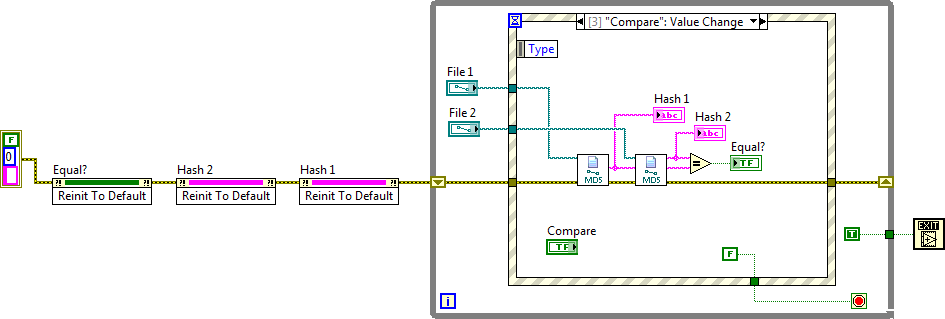 [3] "Compare": Value Change
Type
File 1
File 2
Hash 1
abc
Hash 2
abc
Equal?
TF
F
0
Equal?
Hash 2
Hash 1
?! ?!
?! ?!
?! ?!
Reinit To Default
Reinit To Default
Reinit To Default
MD5
MD5
=
Compare
TF
F
T
EXIT
i